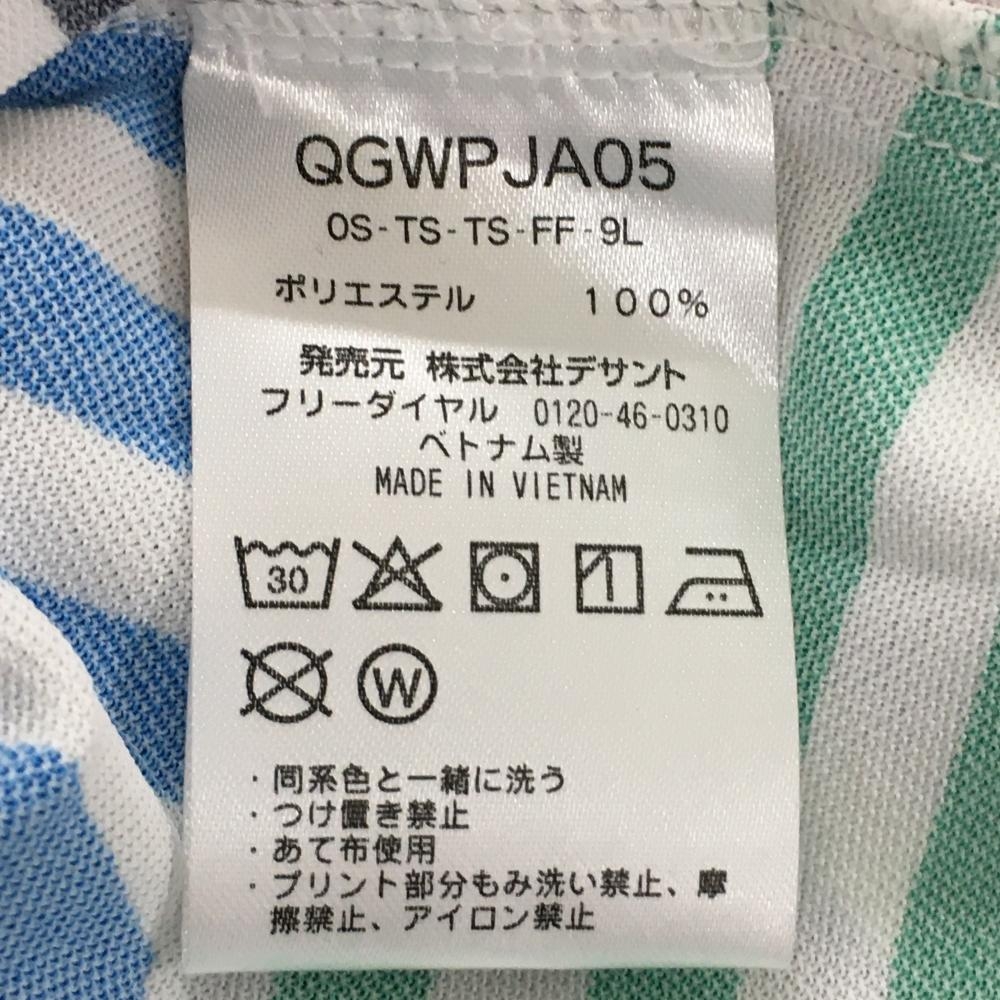 QGWPJA05
OS-TS-TS-FF-9L
ポリエステル 100%
発売元 株式会社デサント
フリーダイヤル 0120-46-0310
ベトナム製
MADE IN VIETNAM
30
W
・同系色と一緒に洗う
・つけ置き禁止
・あて布使用
・プリント部分もみ洗い禁止、摩
擦禁止、アイロン禁止